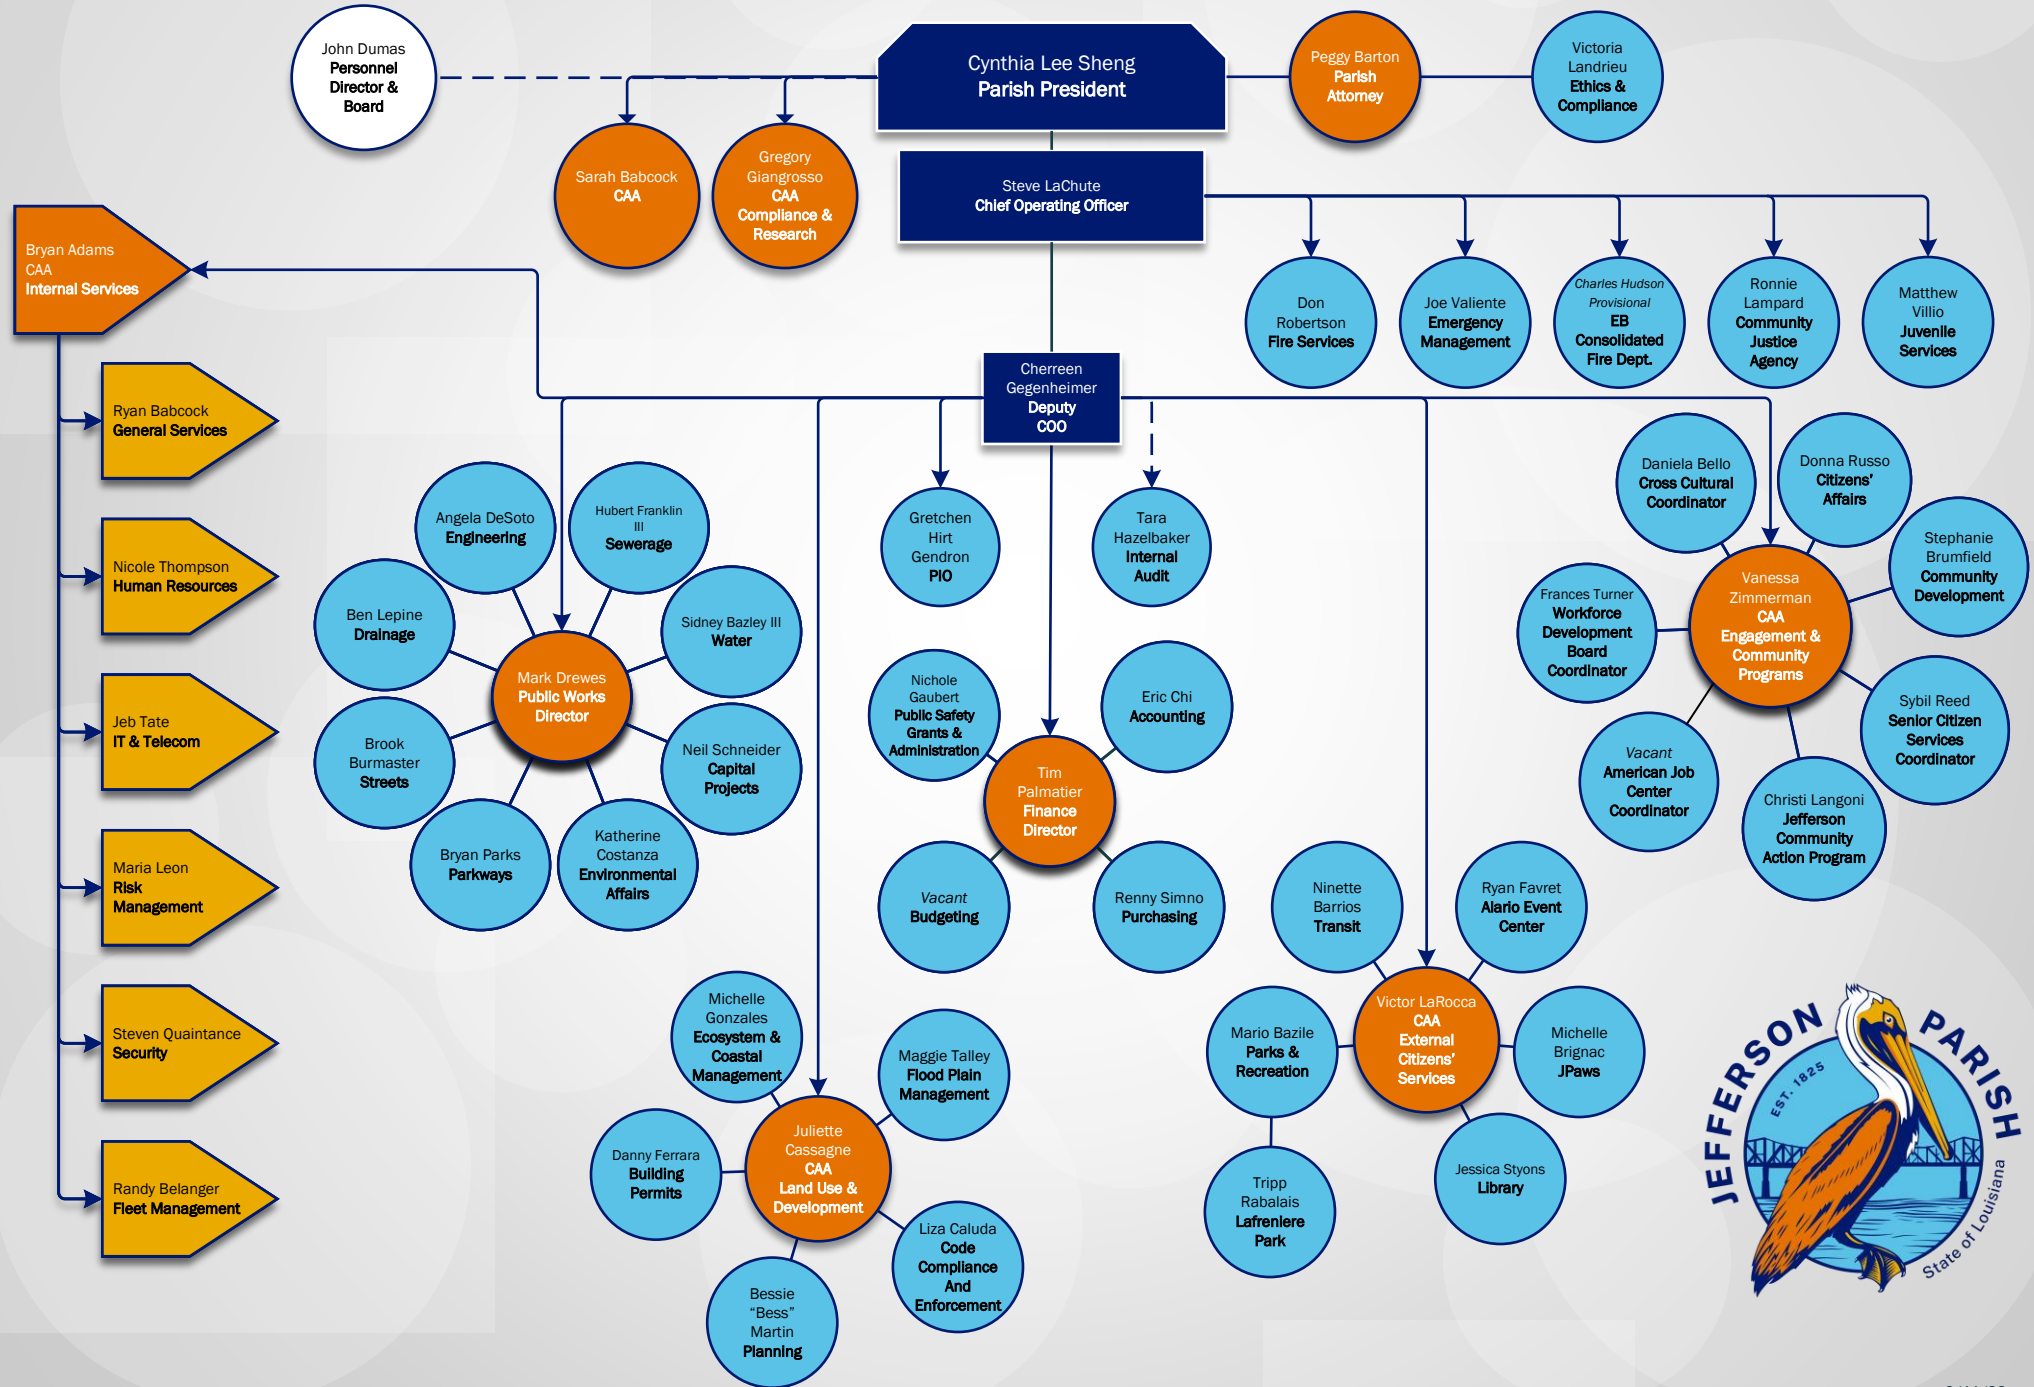 John Dumas
Personnel
Director &
Board
Cynthia Lee Sheng
Parish President
Peggy Barton
Parish
Attorney
Victoria
Landrieu
Ethics &
Compliance
Sarah Babcock
CAA
Gregory
Giangrosso
CAA
Compliance &
Research
Steve LaChute
Chief Operating Officer
Bryan Adams
CAA
Internal Services
Don
Robertson
Fire Services
Joe Valiente
Emergency
Management
Charles Hudson
Provisional
EB
Consolidated
Fire Dept.
Ronnie
Lampard
Community
Justice
Agency
Matthew
Villio
Juvenile
Services
Cherreen
Gegenheimer
Deputy
COO
Ryan Babcock
General Services
Nicole Thompson
Human Resources
Jeb Tate
IT & Telecom
Maria Leon
Risk
Management
Steven Quaintance
Security
Randy Belanger
Fleet Management
Angela DeSoto
Engineering
Hubert Franklin
III
Sewerage
Ben Lepine
Drainage
Sidney Bazley III
Water
Mark Drewes
Public Works
Director
Brook
Burmaster
Streets
Neil Schneider
Capital
Projects
Bryan Parks
Parkways
Katherine
Costanza
Environmental
Affairs
Gretchen
Hirt
Gendron
PIO
Tara
Hazelbaker
Internal
Audit
Nichole
Gaubert
Public Safety
Grants &
Administration
Eric Chi
Accounting
Tim
Palmatier
Finance
Director
Vacant
Budgeting
Renny Simno
Purchasing
Daniela Bello
Cross Cultural
Coordinator
Donna Russo
Citizens'
Affairs
Stephanie
Brumfield
Community
Development
Frances Turner
Workforce
Development
Board
Coordinator
Vanessa
Zimmerman
CAA
Engagement &
Community
Programs
Sybil Reed
Senior Citizen
Services
Coordinator
Vacant
American Job
Center
Coordinator
Christi Langoni
Jefferson
Community
Action Program
Michelle
Gonzales
Ecosystem &
Coastal
Management
Maggie Talley
Flood Plain
Management
Juliette
Cassagne
CAA
Land Use &
Development
Danny Ferrara
Building
Permits
Liza Caluda
Code
Compliance
And
Enforcement
Bessie
“Bess”
Martin
Planning
Ninette
Barrios
Transit
Ryan Favret
Alario Event
Center
Victor LaRocca
CAA
External
Citizens'
Services
Mario Bazile
Parks &
Recreation
Michelle
Brignac
JPaws
Tripp
Rabalais
Lafreniere
Park
Jessica Styons
Library
JEFFERSON PARISH
EST. 1825
State of Louisiana